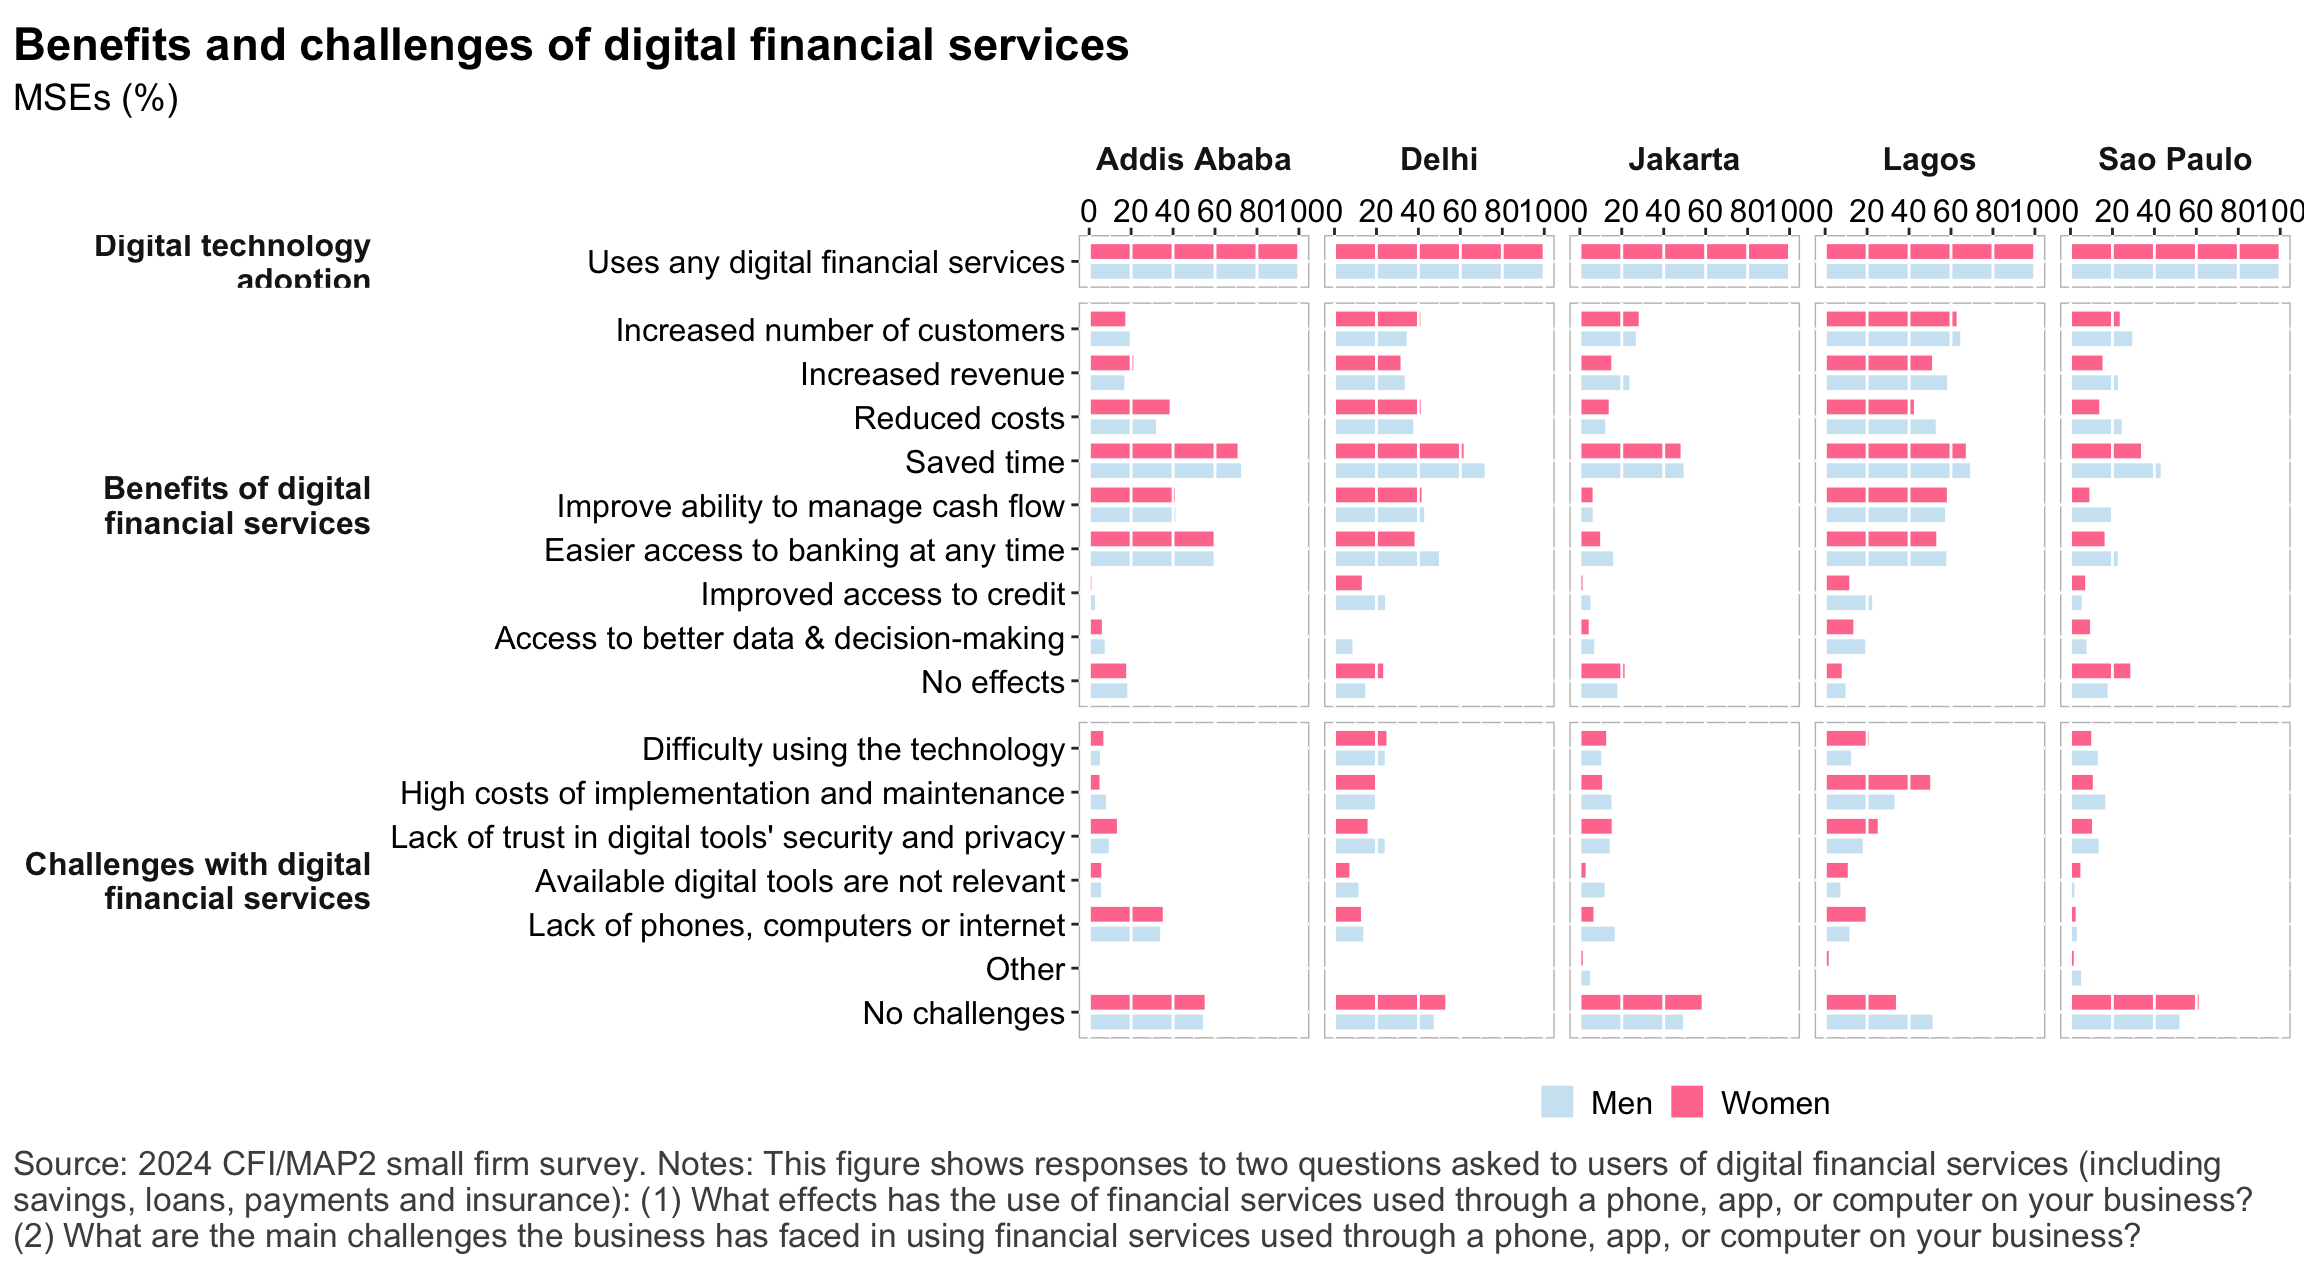 Benefits and challenges of digital financial services
MSEs (%)
Addis Ababa Delhi Jakarta Lagos Sao Paulo
0 20 40 60 80 100 0 20 40 60 80 100 0 20 40 60 80 100 0 20 40 60 80 100 0 20 40 60 80 100
Digital technology
adoption
Uses any digital financial services
Benefits of digital
financial services
Increased number of customers
Increased revenue
Reduced costs
Saved time
Improve ability to manage cash flow
Easier access to banking at any time
Improved access to credit
Access to better data & decision-making
No effects
Challenges with digital
financial services
Difficulty using the technology
High costs of implementation and maintenance
Lack of trust in digital tools' security and privacy
Available digital tools are not relevant
Lack of phones, computers or internet
Other
No challenges
Men Women
Source: 2024 CFI/MAP2 small firm survey. Notes: This figure shows responses to two questions asked to users of digital financial services (including
savings, loans, payments and insurance): (1) What effects has the use of financial services used through a phone, app, or computer on your business?
(2) What are the main challenges the business has faced in using financial services used through a phone, app, or computer on your business?